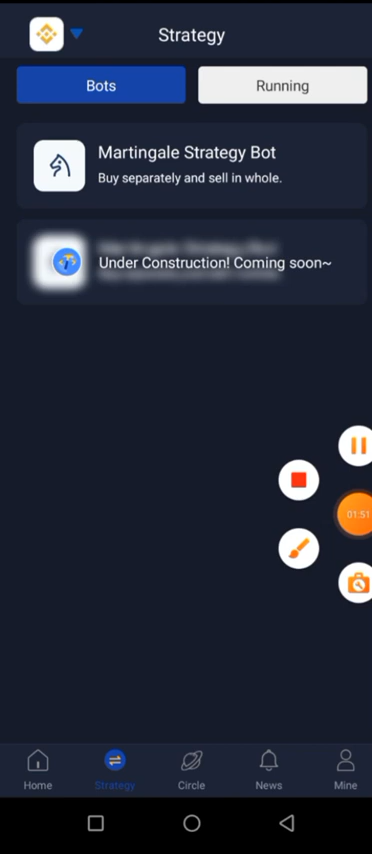 Strategy
Bots
Running
Martingale Strategy Bot
Buy separately and sell in whole.
Under Construction! Coming soon~
01:51
Home
Strategy
Circle
News
Mine